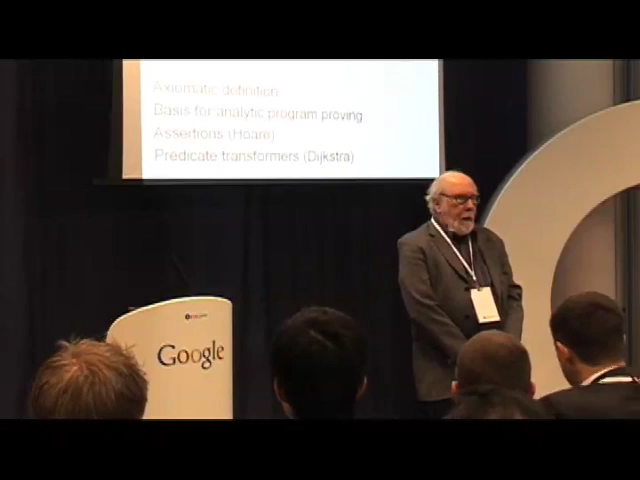 Axiomatic definition
Basis for analytic program proving
Assertions (Hoare)
Predicate transformers (Dijkstra)
Google